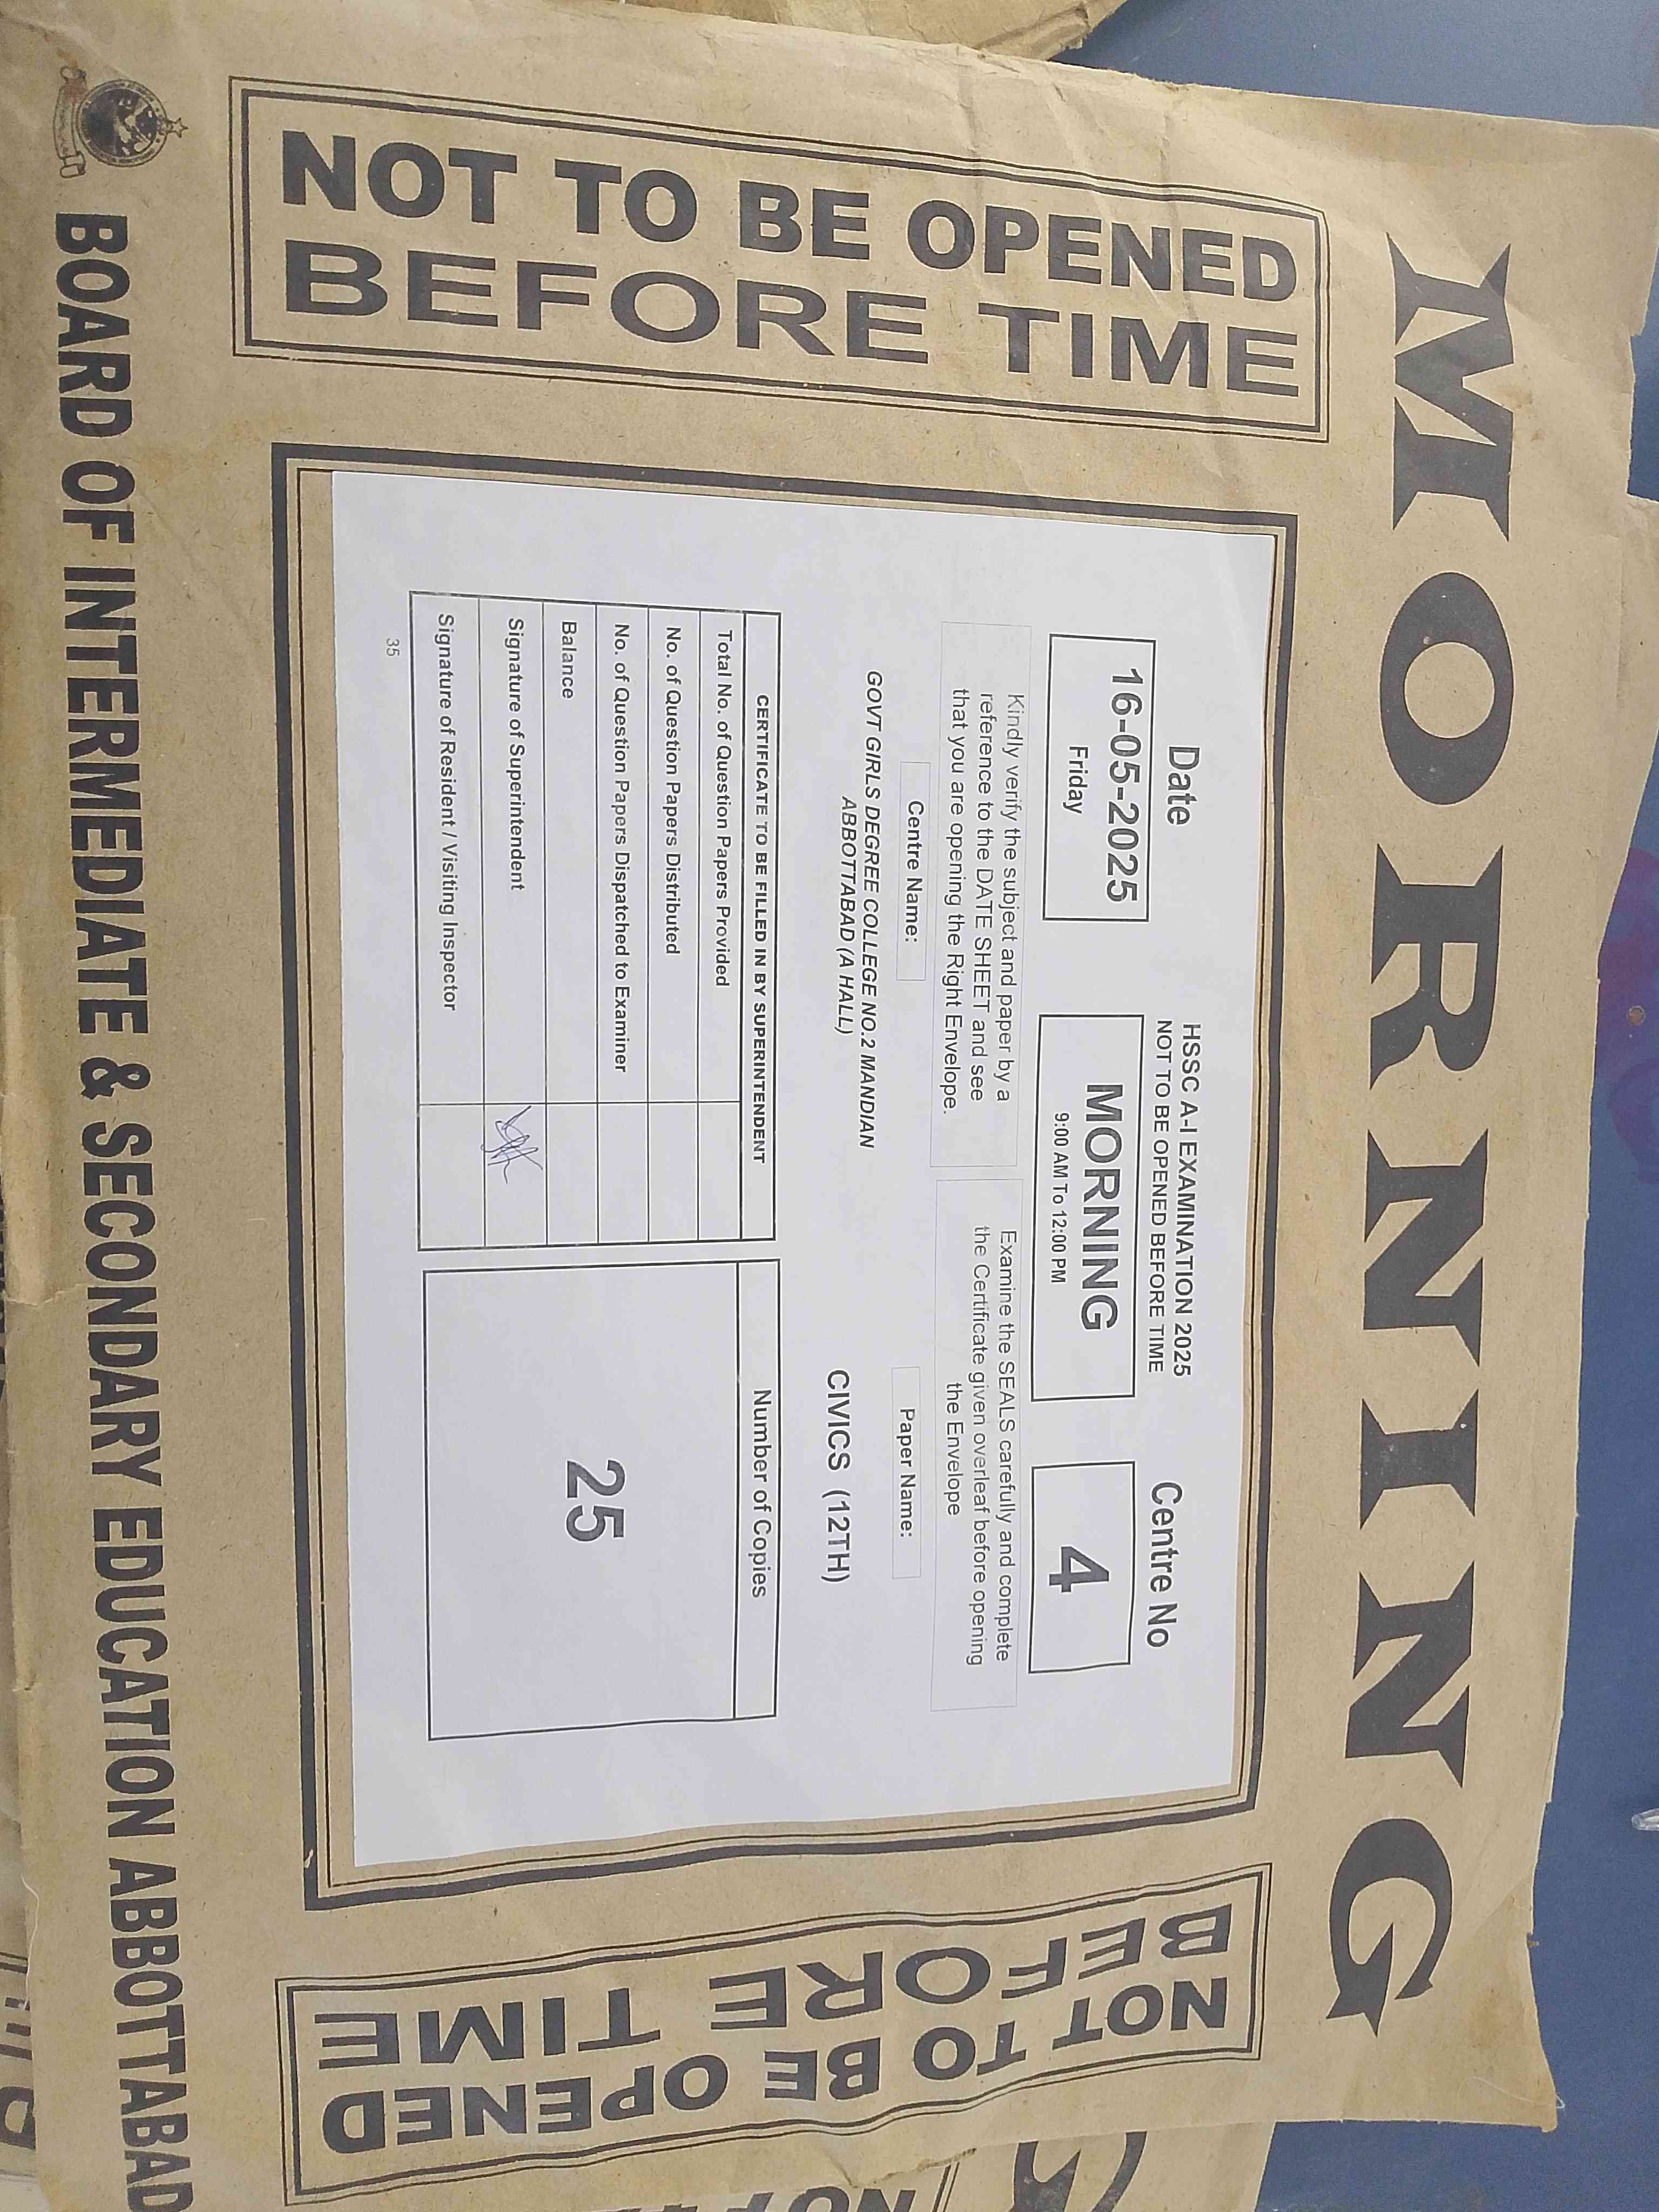 MORNING
NOT TO BE OPENED
BEFORE TIME
Date
16-05-2025
Friday
HSSC A-I EXAMINATION 2025
NOT TO BE OPENED BEFORE TIME
MORNING
9:00 AM To 12:00 PM
Centre No
4
Kindly verify the subject and paper by a
reference to the DATE SHEET and see
that you are opening the Right Envelope.
Examine the SEALS carefully and complete
the Certificate given overleaf before opening
the Envelope
Centre Name:
GOVT GIRLS DEGREE COLLEGE NO.2 MANDIAN
ABBOTTABAD (A HALL)
Paper Name:
CIVICS (12TH)
CERTIFICATE TO BE FILLED IN BY SUPERINTENDENT
Total No. of Question Papers Provided
No. of Question Papers Distributed
No. of Question Papers Dispatched to Examiner
Balance
Signature of Superintendent
Signature of Resident / Visiting Inspector
Number of Copies
25
35
NOT TO BE OPENED
BEFORE TIME
BOARD OF INTERMEDIATE & SECONDARY EDUCATION ABBOTTABAD